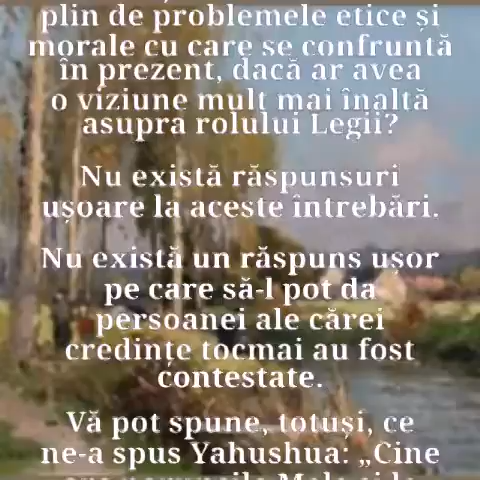 plin de problemele etice și
morale cu care se confruntă
în prezent, dacă ar avea
o viziune mult mai înaltă
asupra rolului Legii?
Nu există răspunsuri
ușoare la aceste întrebări.
Nu există un răspuns ușor
pe care să-l pot da
persoanei ale cărei
credințe tocmai au fost
contestate.
Vă pot spune, totuși, ce
ne-a spus Yahushua: „Cine